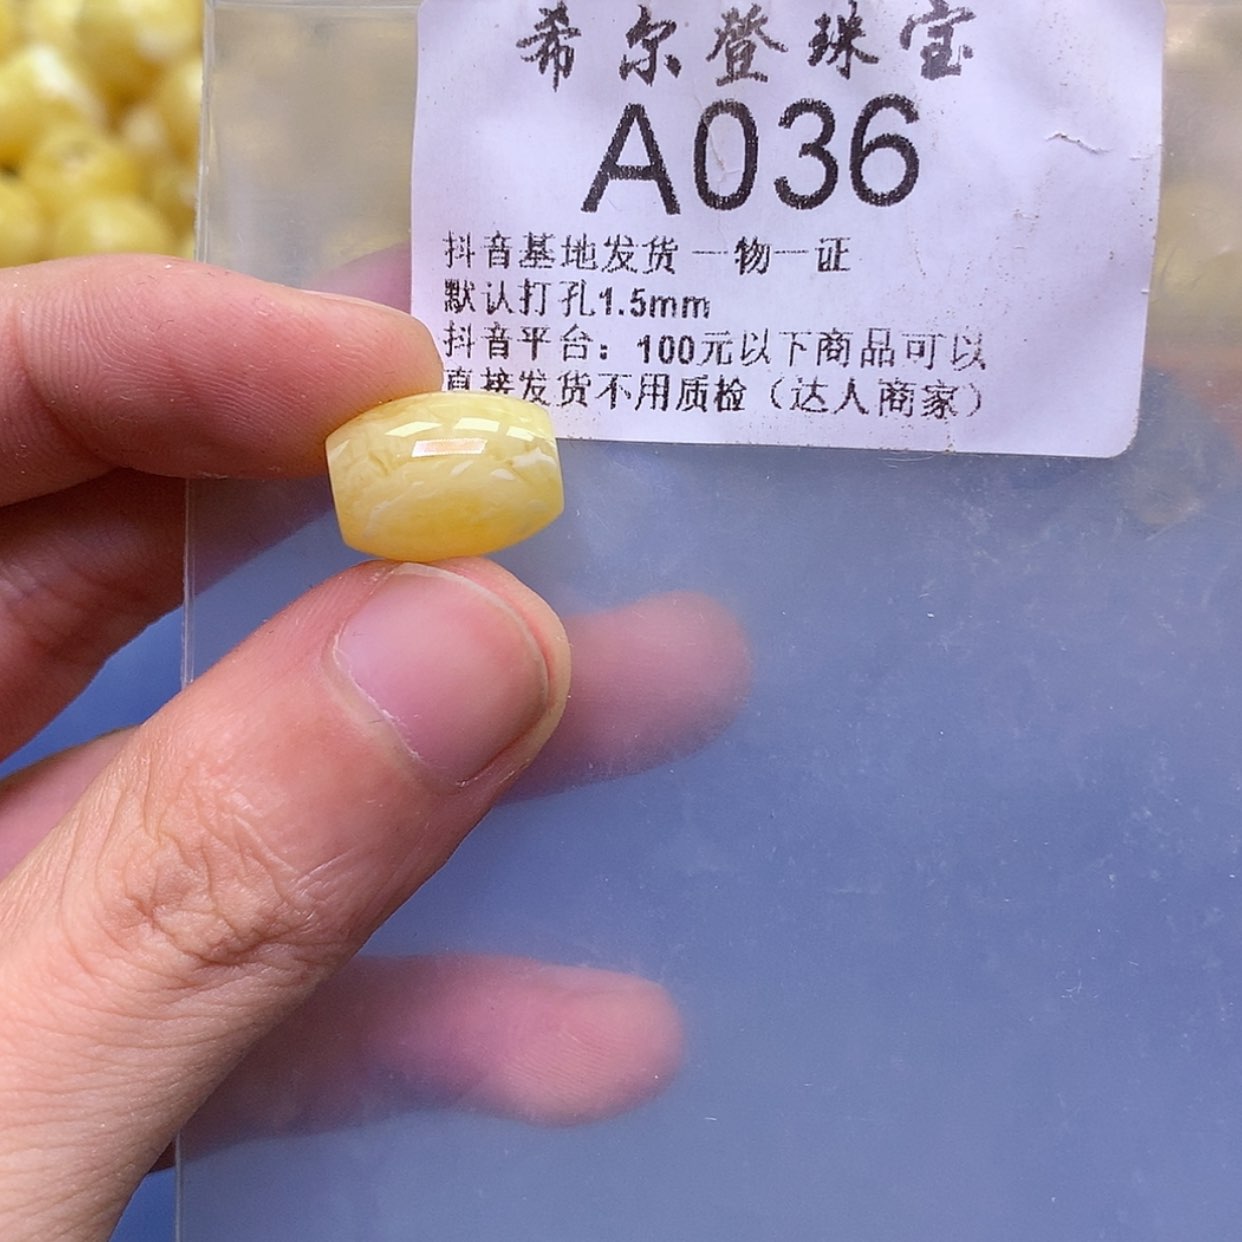 希尔登珠宝
A036
抖音基地发货 一物一证
默认打孔1.5mm
抖音平台：100元以下商品可以
直接发货不用质检（达人商家）